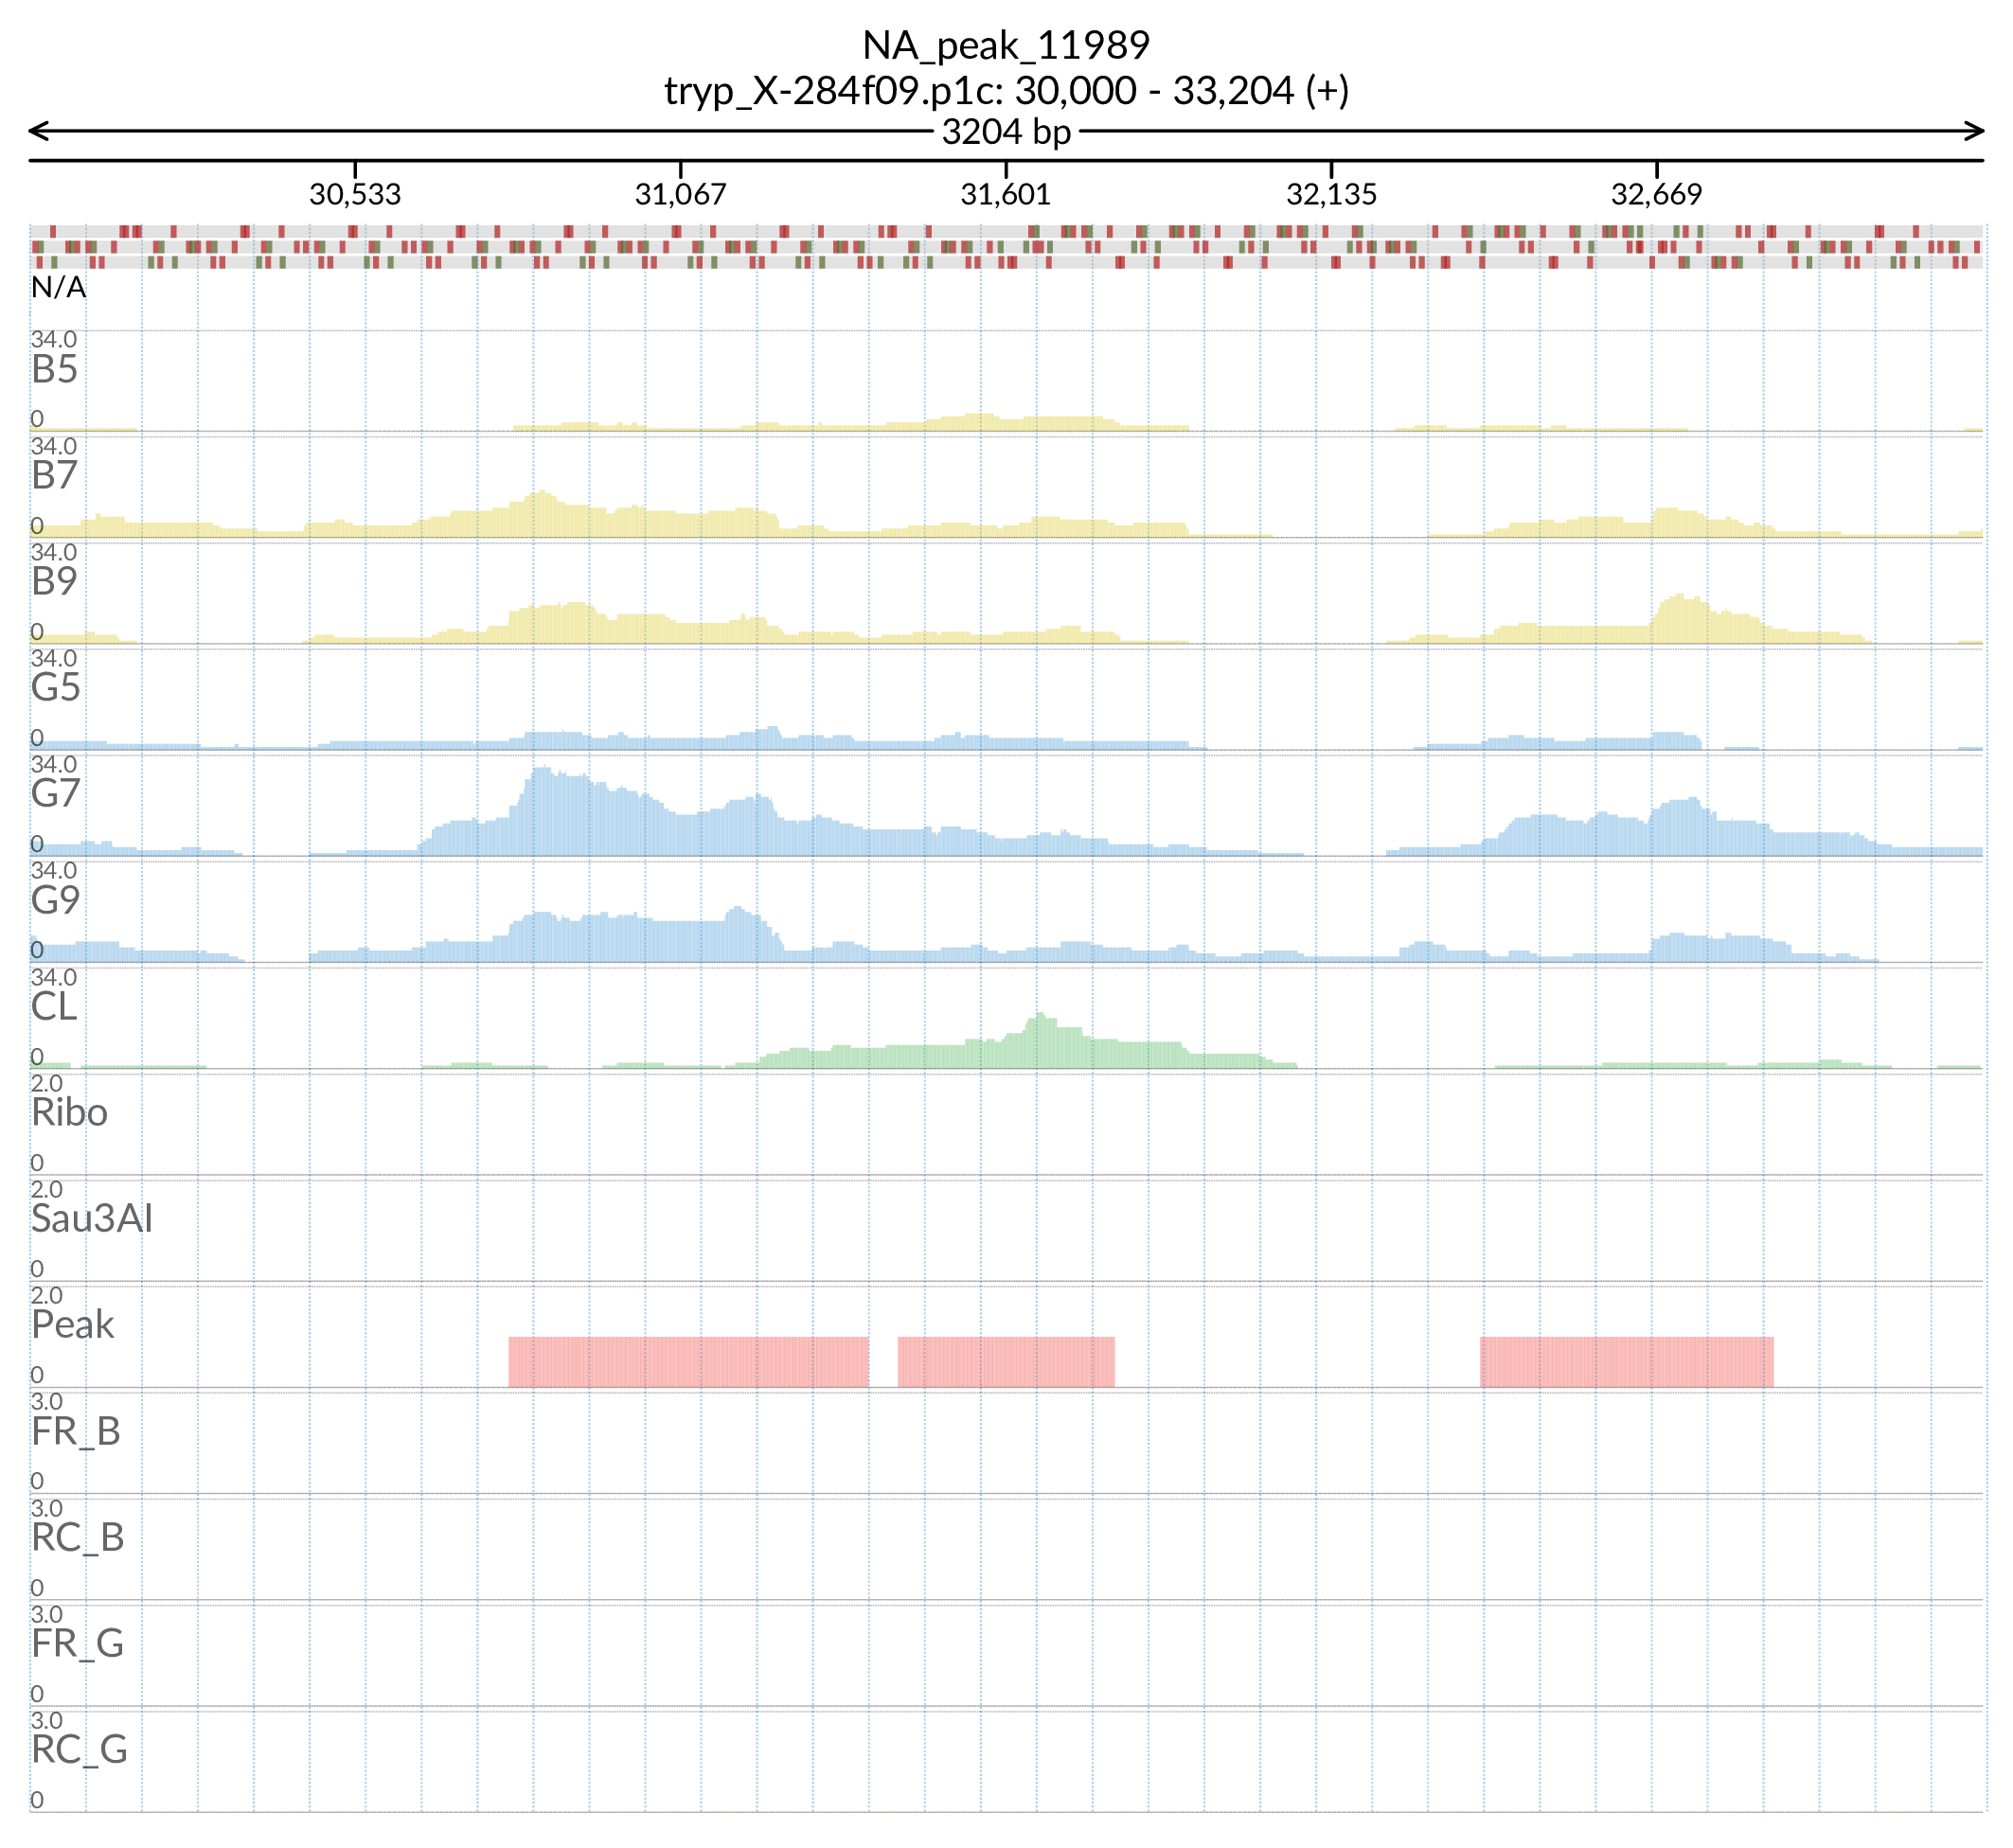 NA_peak_11989
tryp_X-284f09.p1c: 30,000 - 33,204 (+)
3204 bp
30,533 31,067 31,601 32,135 32,669
N/A
34.0
B5
0
34.0
B7
0
34.0
B9
0
34.0
G5
0
34.0
G7
0
34.0
G9
0
34.0
CL
0
2.0
Ribo
0
2.0
Sau3AI
0
2.0
Peak
0
3.0
FR_B
0
3.0
RC_B
0
3.0
FR_G
0
3.0
RC_G
0